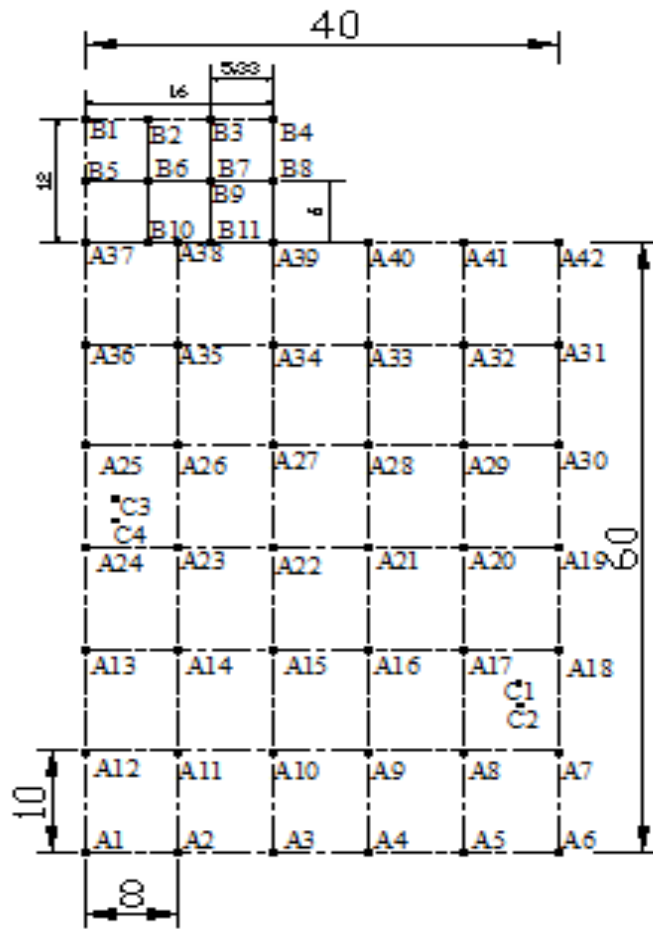 40
5.33
16
B1 B2 B3 B4
12
B5 B6 B7 B8
B9
6
B10 B11
A37 A38 A39 A40 A41 A42
A36 A35 A34 A33 A32 A31
A25 A26 A27 A28 A29 A30
C3
C4
60
A24 A23 A22 A21 A20 A19
A13 A14 A15 A16 A17 A18
C1
C2
A12 A11 A10 A9 A8 A7
10
A1 A2 A3 A4 A5 A6
8